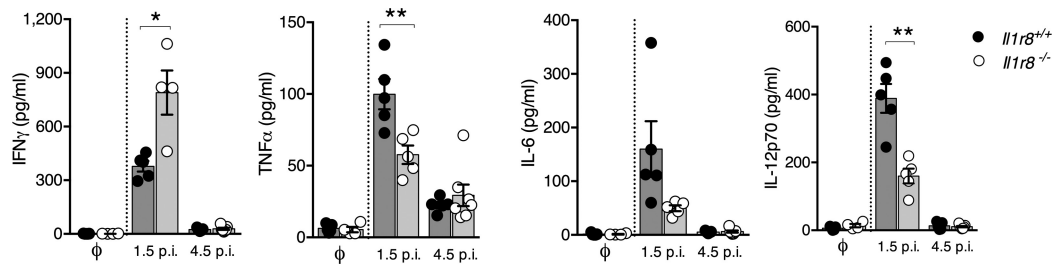 IFNγ (pg/ml)
1,200
900
600
300
0
*
ϕ
1.5 p.i.
4.5 p.i.
TNFα (pg/ml)
150
100
50
0
**
ϕ
1.5 p.i.
4.5 p.i.
IL-6 (pg/ml)
400
300
200
100
0
ϕ
1.5 p.i.
4.5 p.i.
IL-12p70 (pg/ml)
600
400
200
0
**
ϕ
1.5 p.i.
4.5 p.i.
Il1r8+/+
Il1r8 -/-